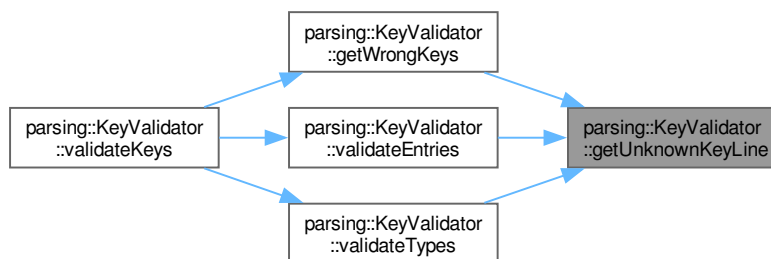 parsing::KeyValidator
::getWrongKeys
parsing::KeyValidator
::validateKeys
parsing::KeyValidator
::validateEntries
parsing::KeyValidator
::getUnknownKeyLine
parsing::KeyValidator
::validateTypes